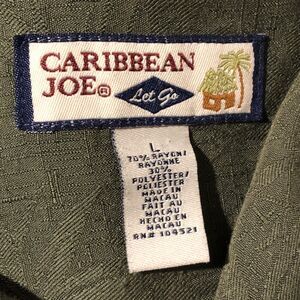 CARIBBEAN
JOE®
Let Go
L
70% RAYON/
RAYONNE
30%
POLYESTER/
POLIESTER
MADE IN
MACAU
FAIT AU
MACAU
HECHO EN
MACAU
RN# 109321